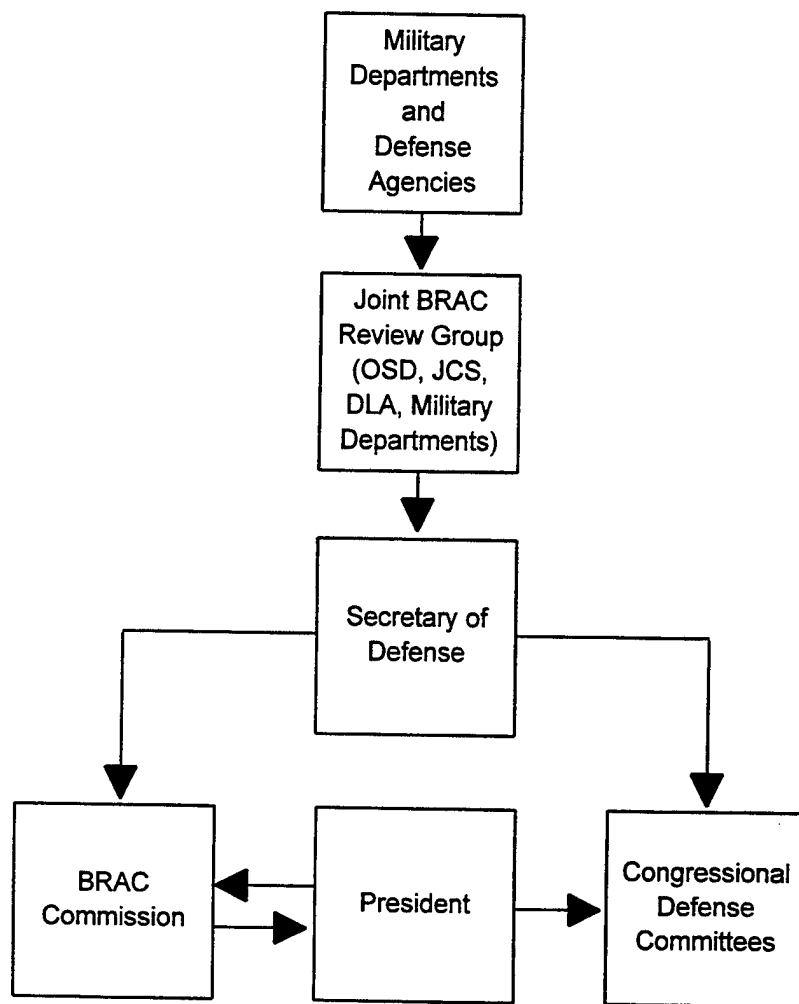 Military
Departments
and
Defense
Agencies
Joint BRAC
Review Group
(OSD, JCS,
DLA, Military
Departments)
Secretary of
Defense
BRAC
Commission
President
Congressional
Defense
Committees